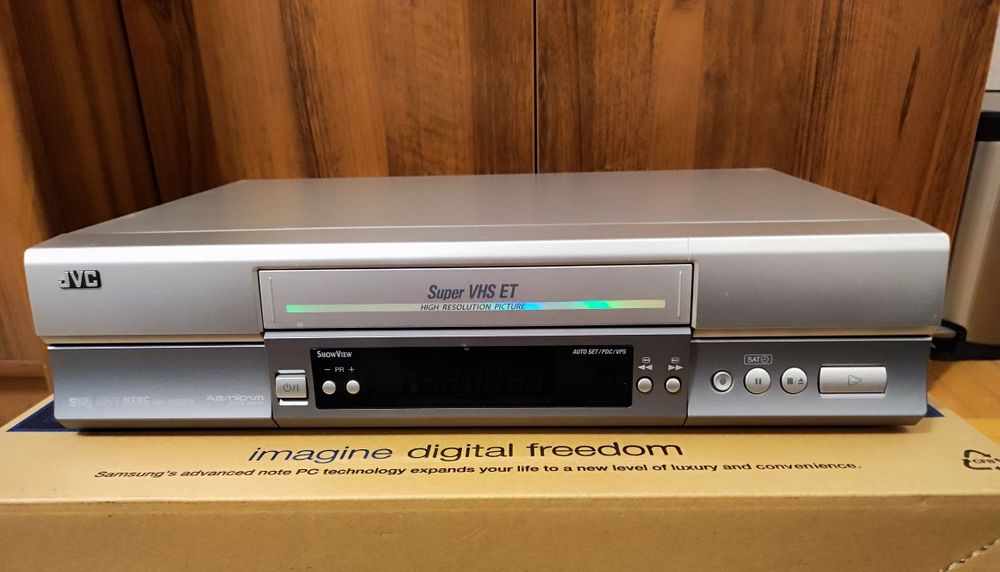 JVC
Super VHS ET
HIGH RESOLUTION PICTURE
SHOWVIEW
AUTO SET/PDC/VPS
− PR +
SAT
NTSC
A2/NICAM
imagine digital freedom
Samsung's advanced note PC technology expands your life to a new level of luxury and convenience.